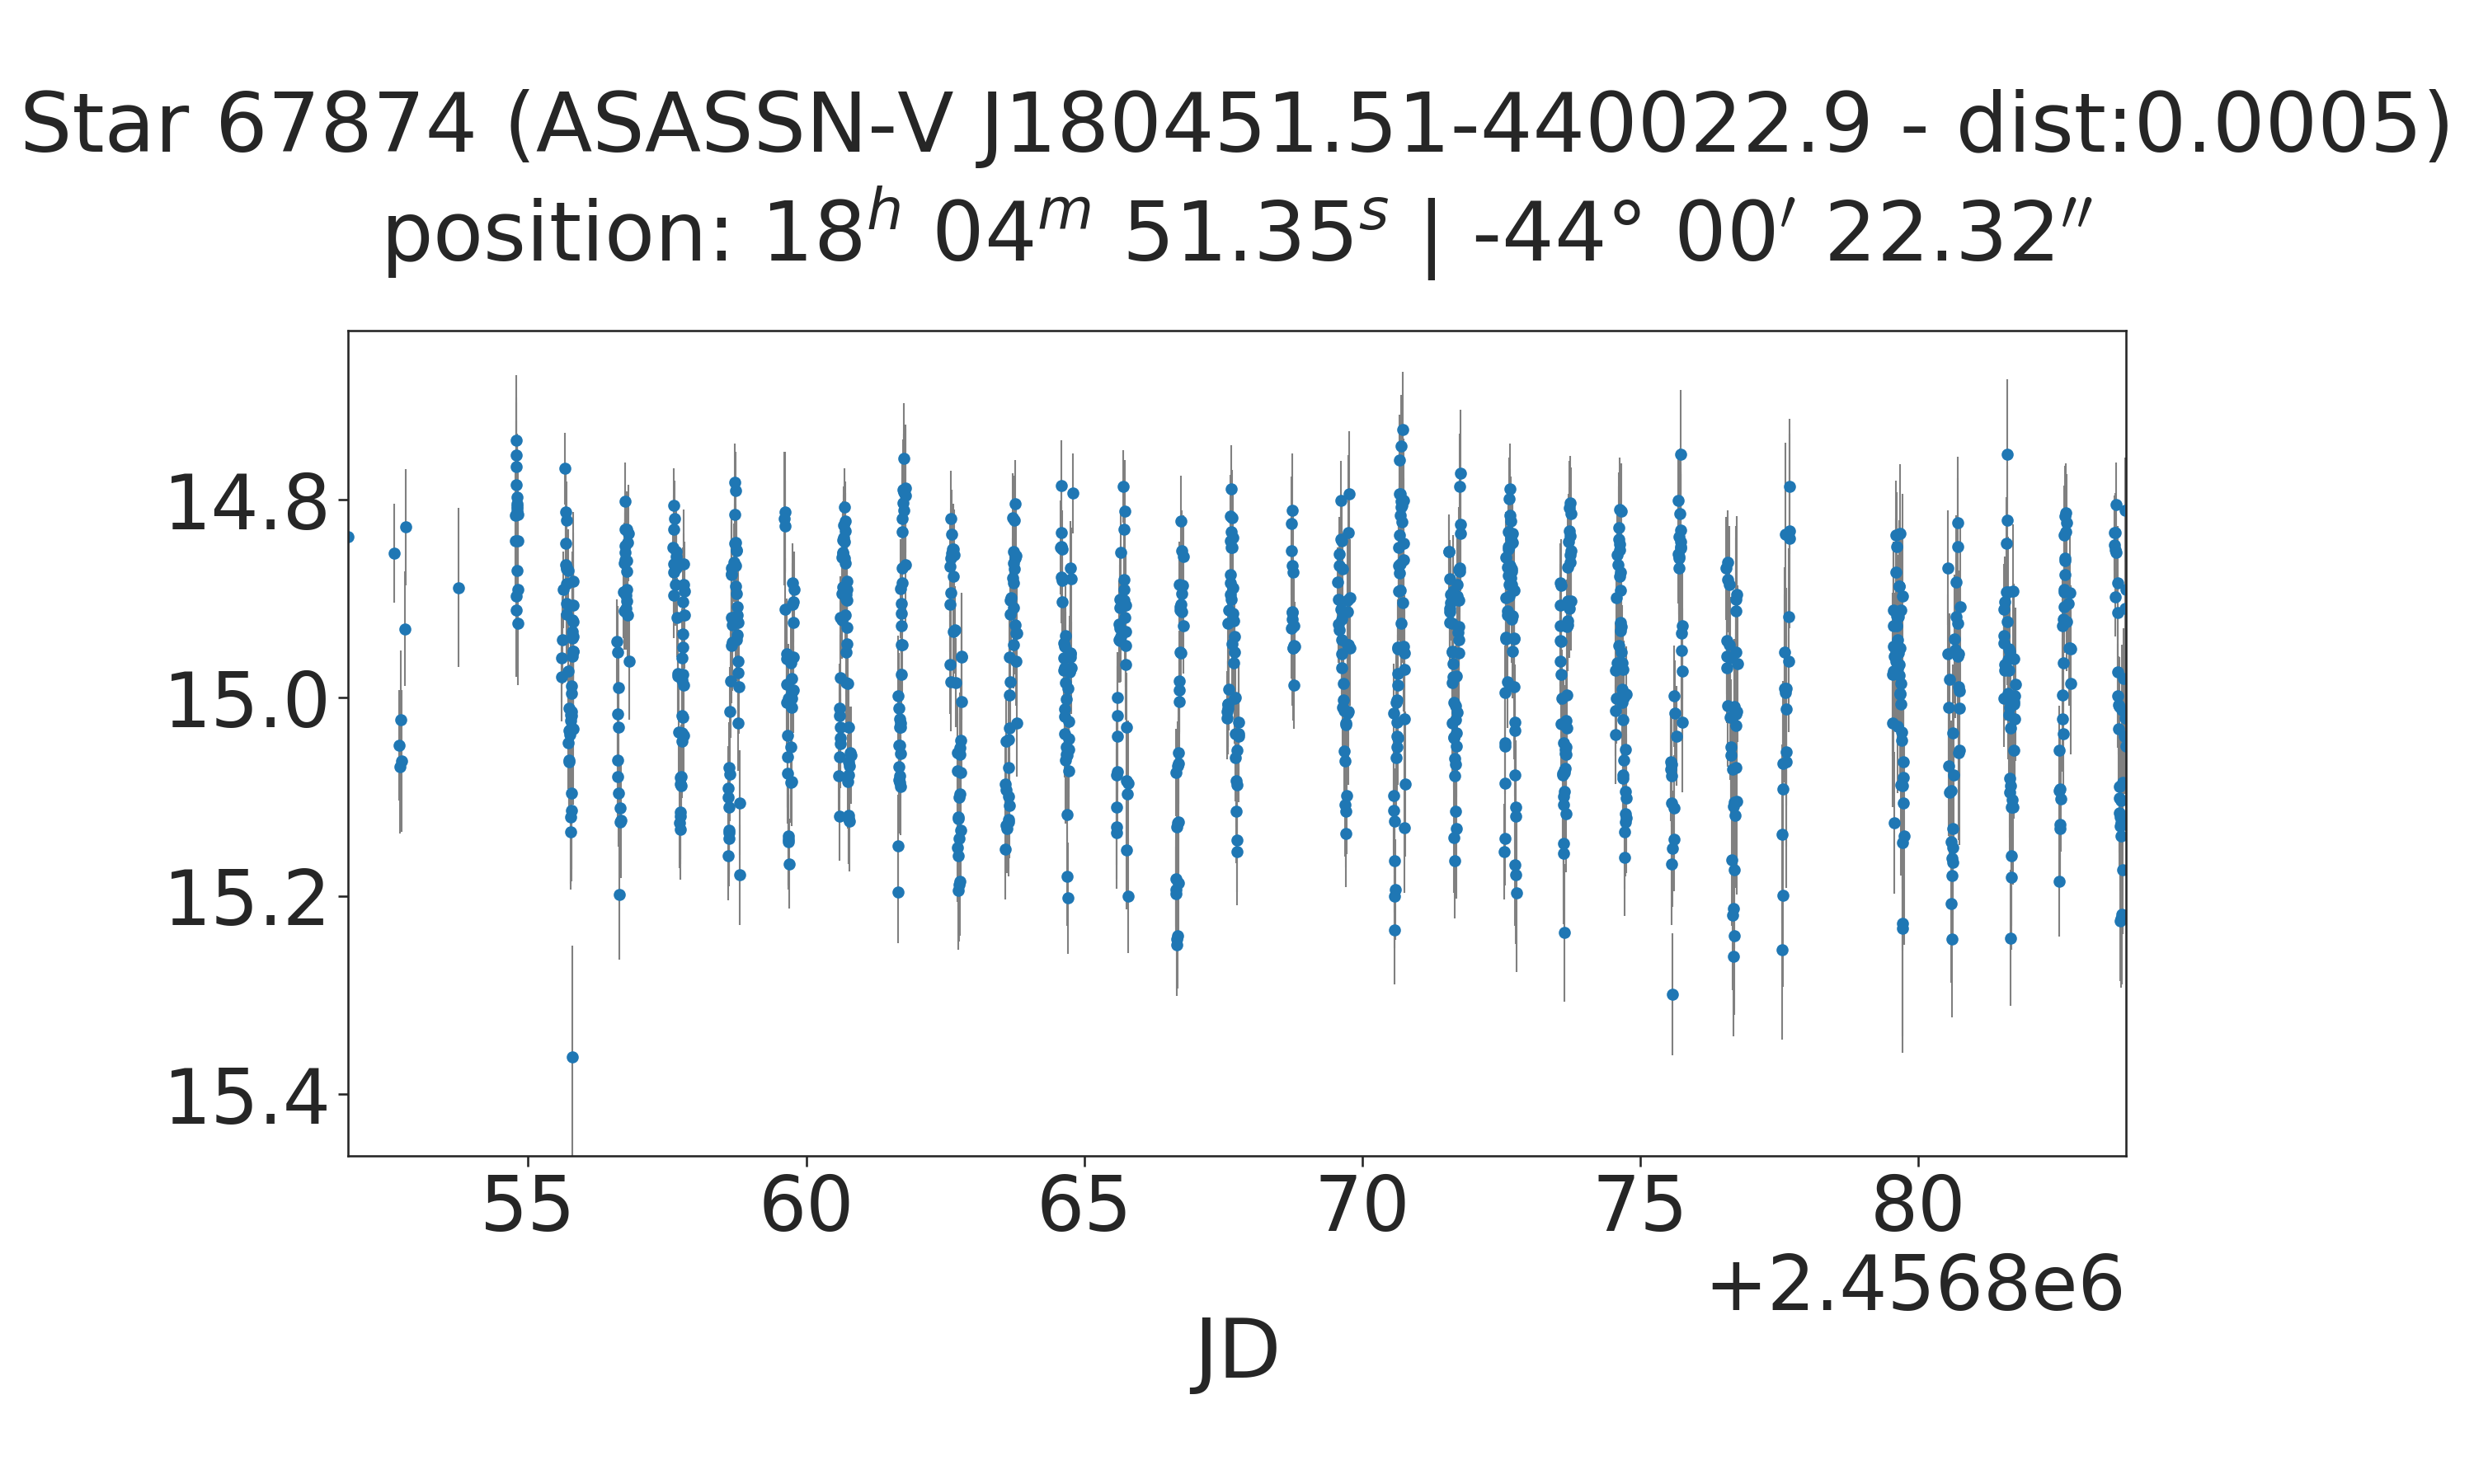 Star 67874 (ASASSN-V J180451.51-440022.9 - dist:0.0005)
position: 18h 04m 51.35s | -44° 00′ 22.32′′
14.8
15.0
15.2
15.4
55 60 65 70 75 80
+2.4568e6
JD